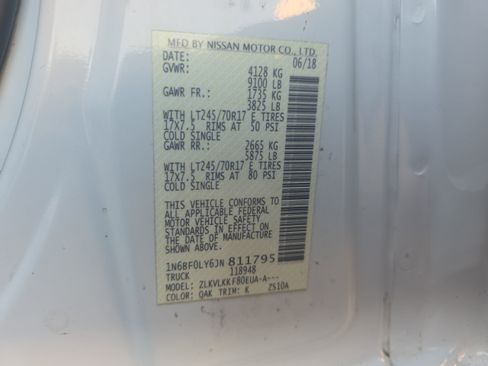 MFD BY NISSAN MOTOR CO., LTD.
DATE: 06/18
GVWR: 4128 KG
9100 LB
GAWR FR.: 1735 KG
3825 LB
WITH LT245/70R17 E TIRES
17X7.5 RIMS AT 50 PSI
COLD SINGLE
GAWR RR.: 2665 KG
5875 LB
WITH LT245/70R17 E TIRES
17X7.5 RIMS AT 80 PSI
COLD SINGLE
THIS VEHICLE CONFORMS TO
ALL APPLICABLE FEDERAL
MOTOR VEHICLE SAFETY
STANDARDS IN EFFECT ON
THE DATE OF MANUFACTURE
SHOWN ABOVE.
1N6BF0LY6JN 811795
TRUCK 118948
MODEL: ZLKVLKKF80EUA-A---
COLOR: QAK TRIM: K ZS10A